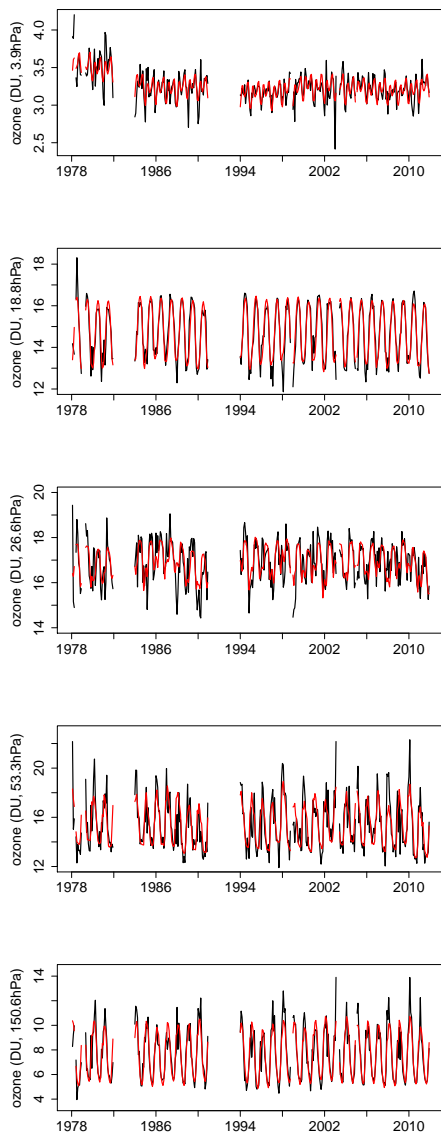 ozone (DU, 3.9hPa)
4.0
3.5
3.0
2.5
1978 1986 1994 2002 2010
ozone (DU, 18.8hPa)
18
16
14
12
1978 1986 1994 2002 2010
ozone (DU, 26.6hPa)
20
18
16
14
1978 1986 1994 2002 2010
ozone (DU, 53.3hPa)
20
16
12
1978 1986 1994 2002 2010
ozone (DU, 150.6hPa)
14
12
10
8
6
4
1978 1986 1994 2002 2010